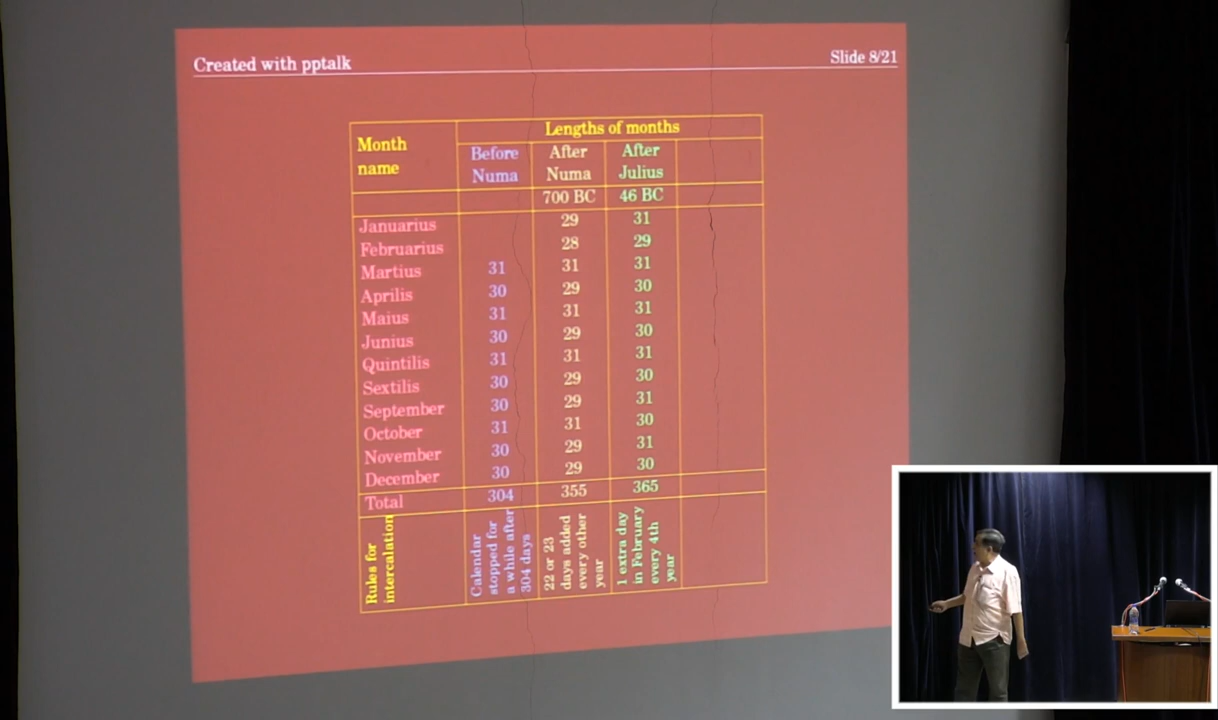 Created with pptalk
Slide 8/21
Month name
Lengths of months
Before Numa
After Numa
After Julius
700 BC
46 BC
Januarius 29 31
Februarius 28 29
Martius 31 31 31
Aprilis 30 29 30
Maius 31 31 31
Junius 30 29 30
Quintilis 31 31 31
Sextilis 30 29 30
September 30 29 31
October 31 31 30
November 30 29 31
December 30 29 30
Total 304 355 365
Rules for intercalation
Calendar stopped for a while after 304 days
22 or 23 days added every other year
1 extra day in February every 4th year